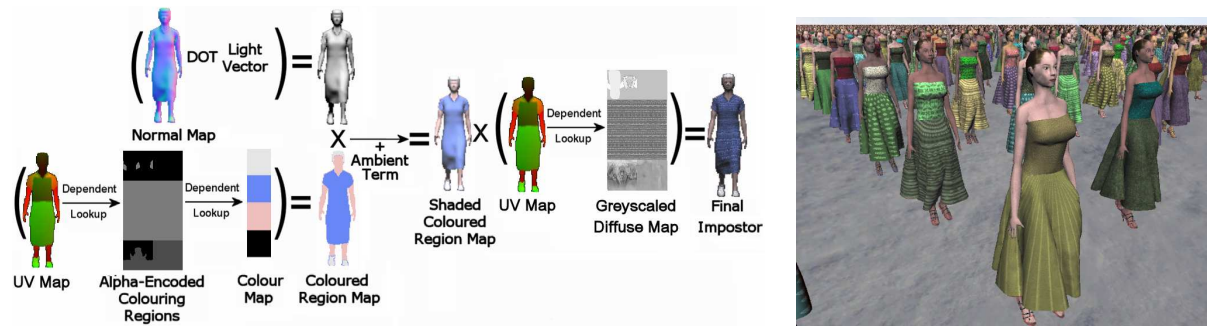 DOT Light
Vector
Normal Map
Dependent
Lookup
Dependent
Lookup
UV Map
Alpha-Encoded
Colouring
Regions
Colour
Map
Coloured
Region Map
X
+
Ambient
Term
=
Shaded
Coloured
Region Map
X
Dependent
Lookup
UV Map
Greyscaled
Diffuse Map
=
Final
Impostor